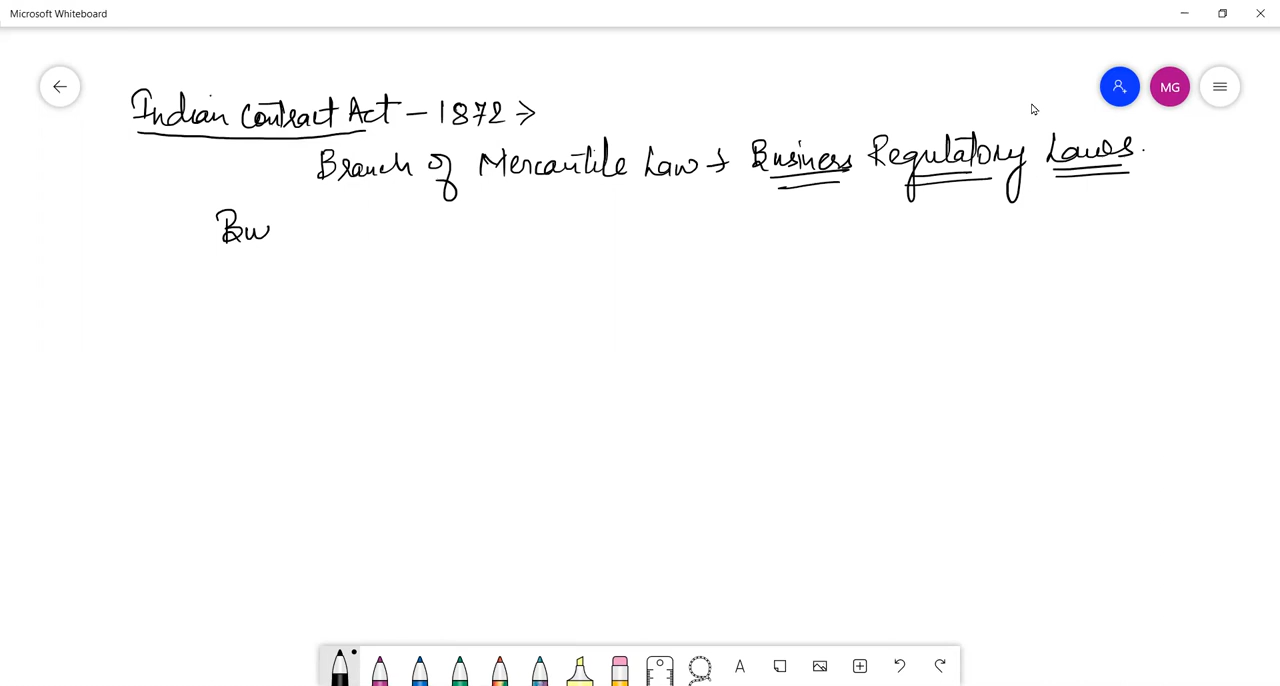 Microsoft Whiteboard
MG
Indian Contract Act - 1872 >
Branch of Mercantile Law → Business Regulatory Laws.
Bu
A